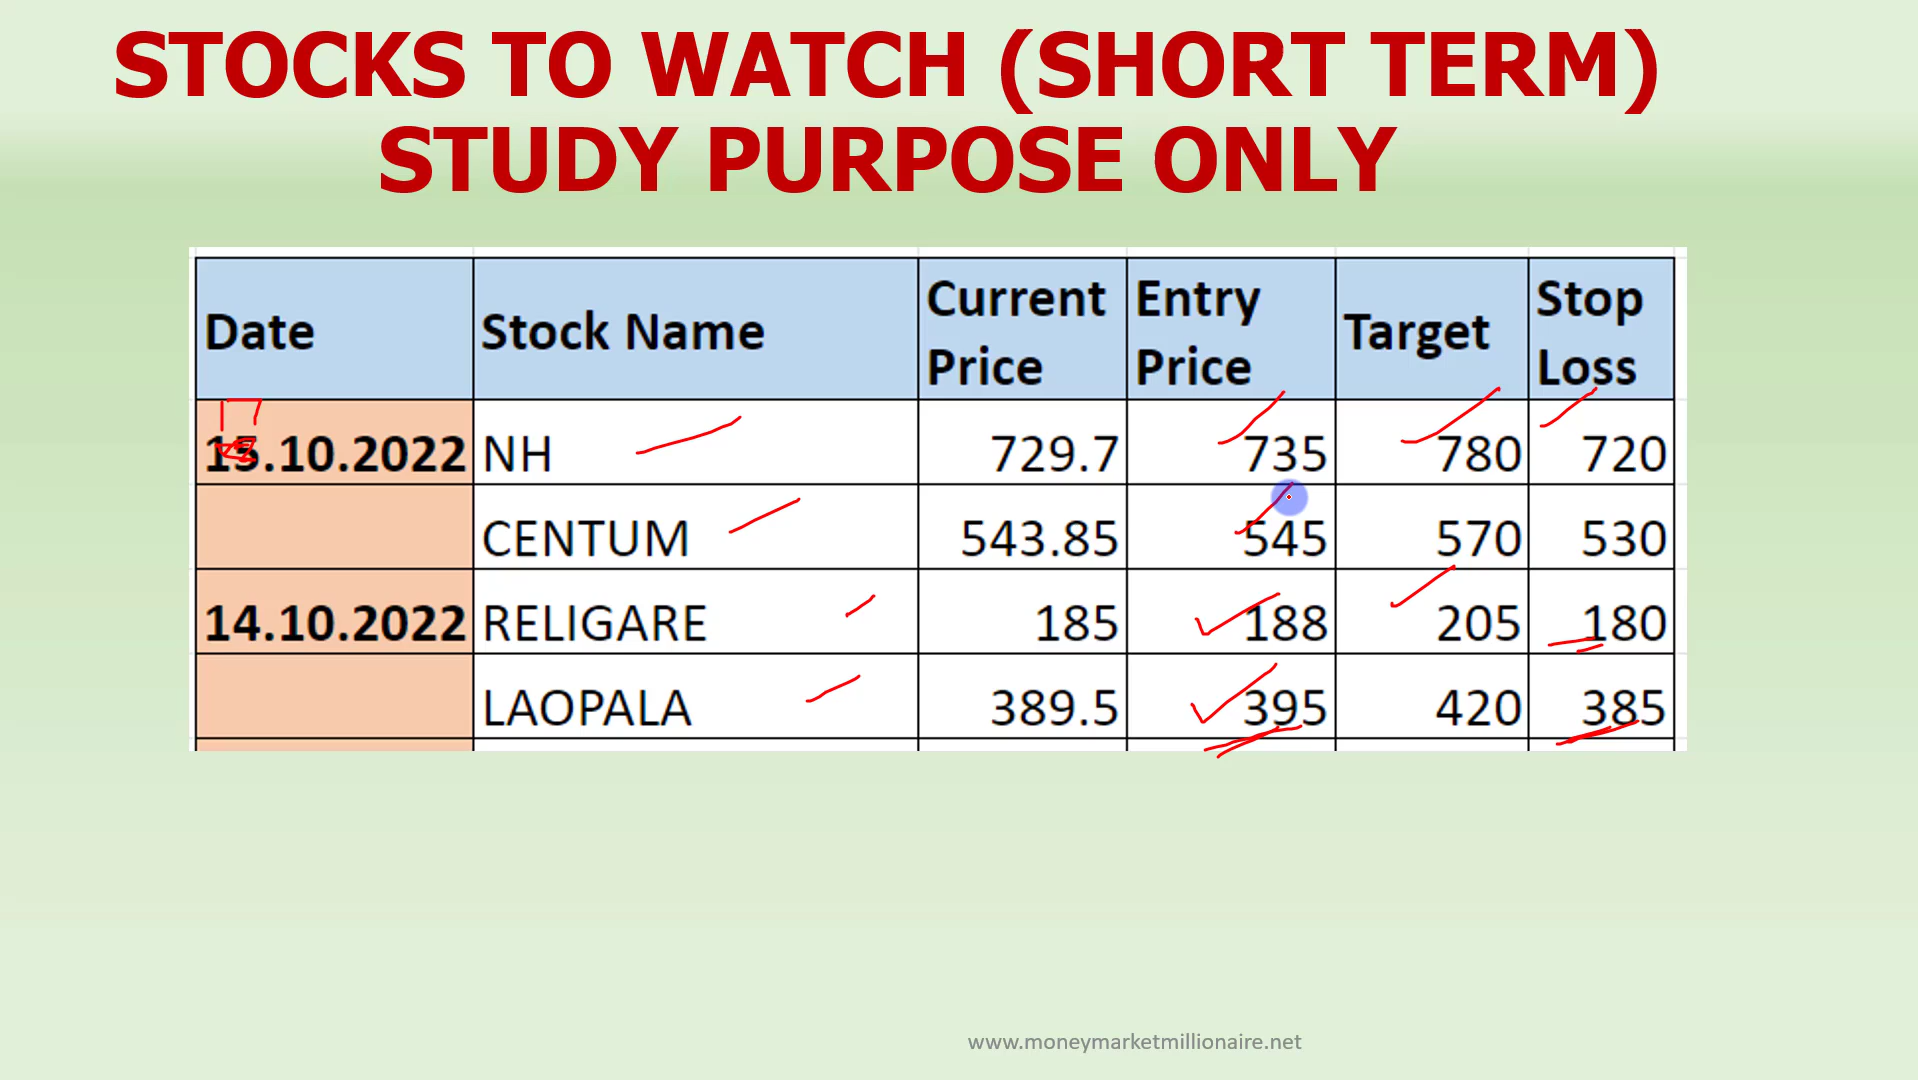 STOCKS TO WATCH (SHORT TERM)
STUDY PURPOSE ONLY
Date Stock Name Current Price Entry Price Target Stop Loss
NH 729.7 735 780 720
CENTUM 543.85 545 570 530
14.10.2022 RELIGARE 185 188 205 180
LAOPALA 389.5 395 420 385
www.moneymarketmillionaire.net